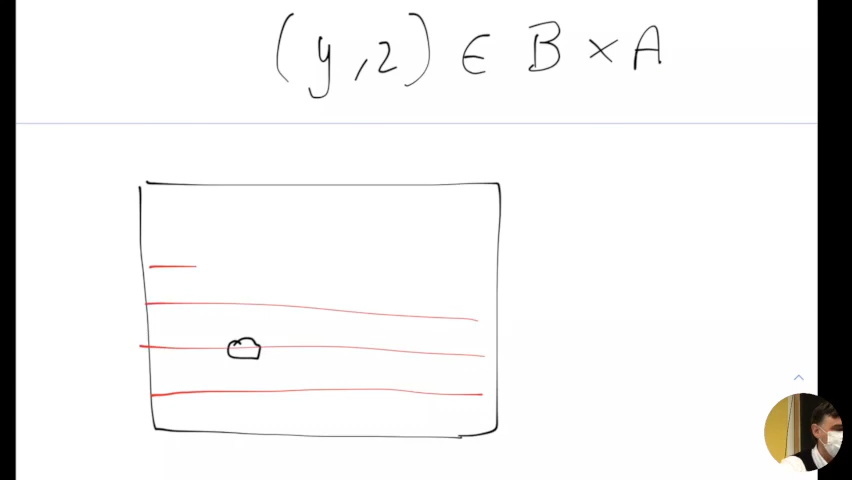 (y, 2) ∈ B × A